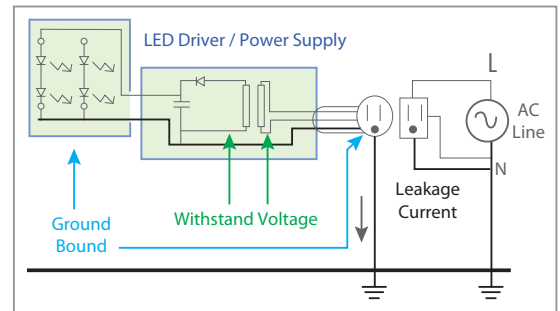 LED Driver / Power Supply
L
AC
Line
N
Leakage
Current
Withstand Voltage
Ground
Bound